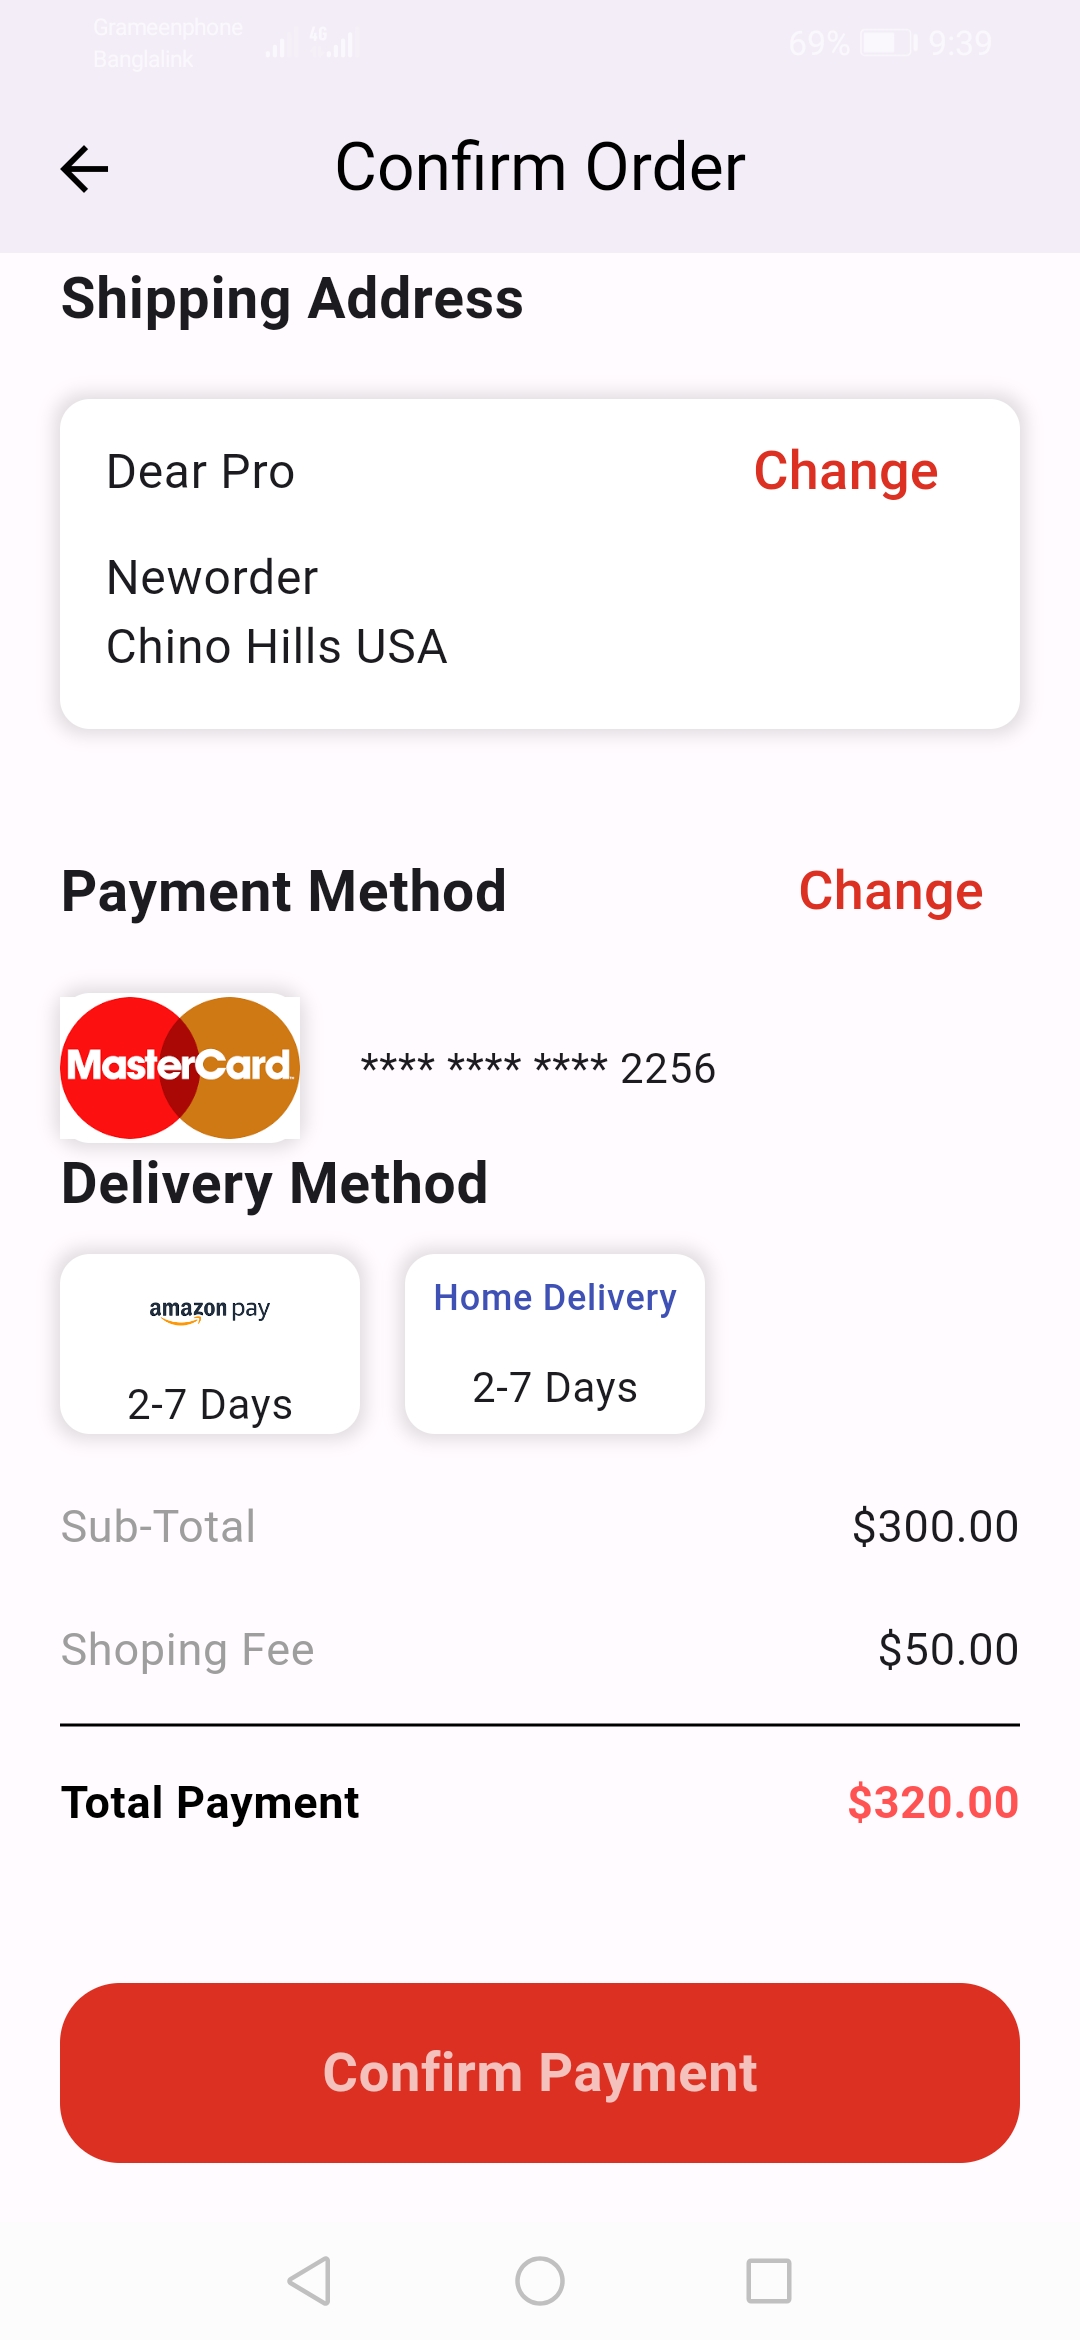 Grameenphone
Banglalink
4G
69% 9:39
Confirm Order
Shipping Address
Dear Pro Change
Neworder
Chino Hills USA
Payment Method Change
MasterCard
**** **** **** 2256
Delivery Method
amazon pay
2-7 Days
Home Delivery
2-7 Days
Sub-Total $300.00
Shoping Fee $50.00
Total Payment $320.00
Confirm Payment